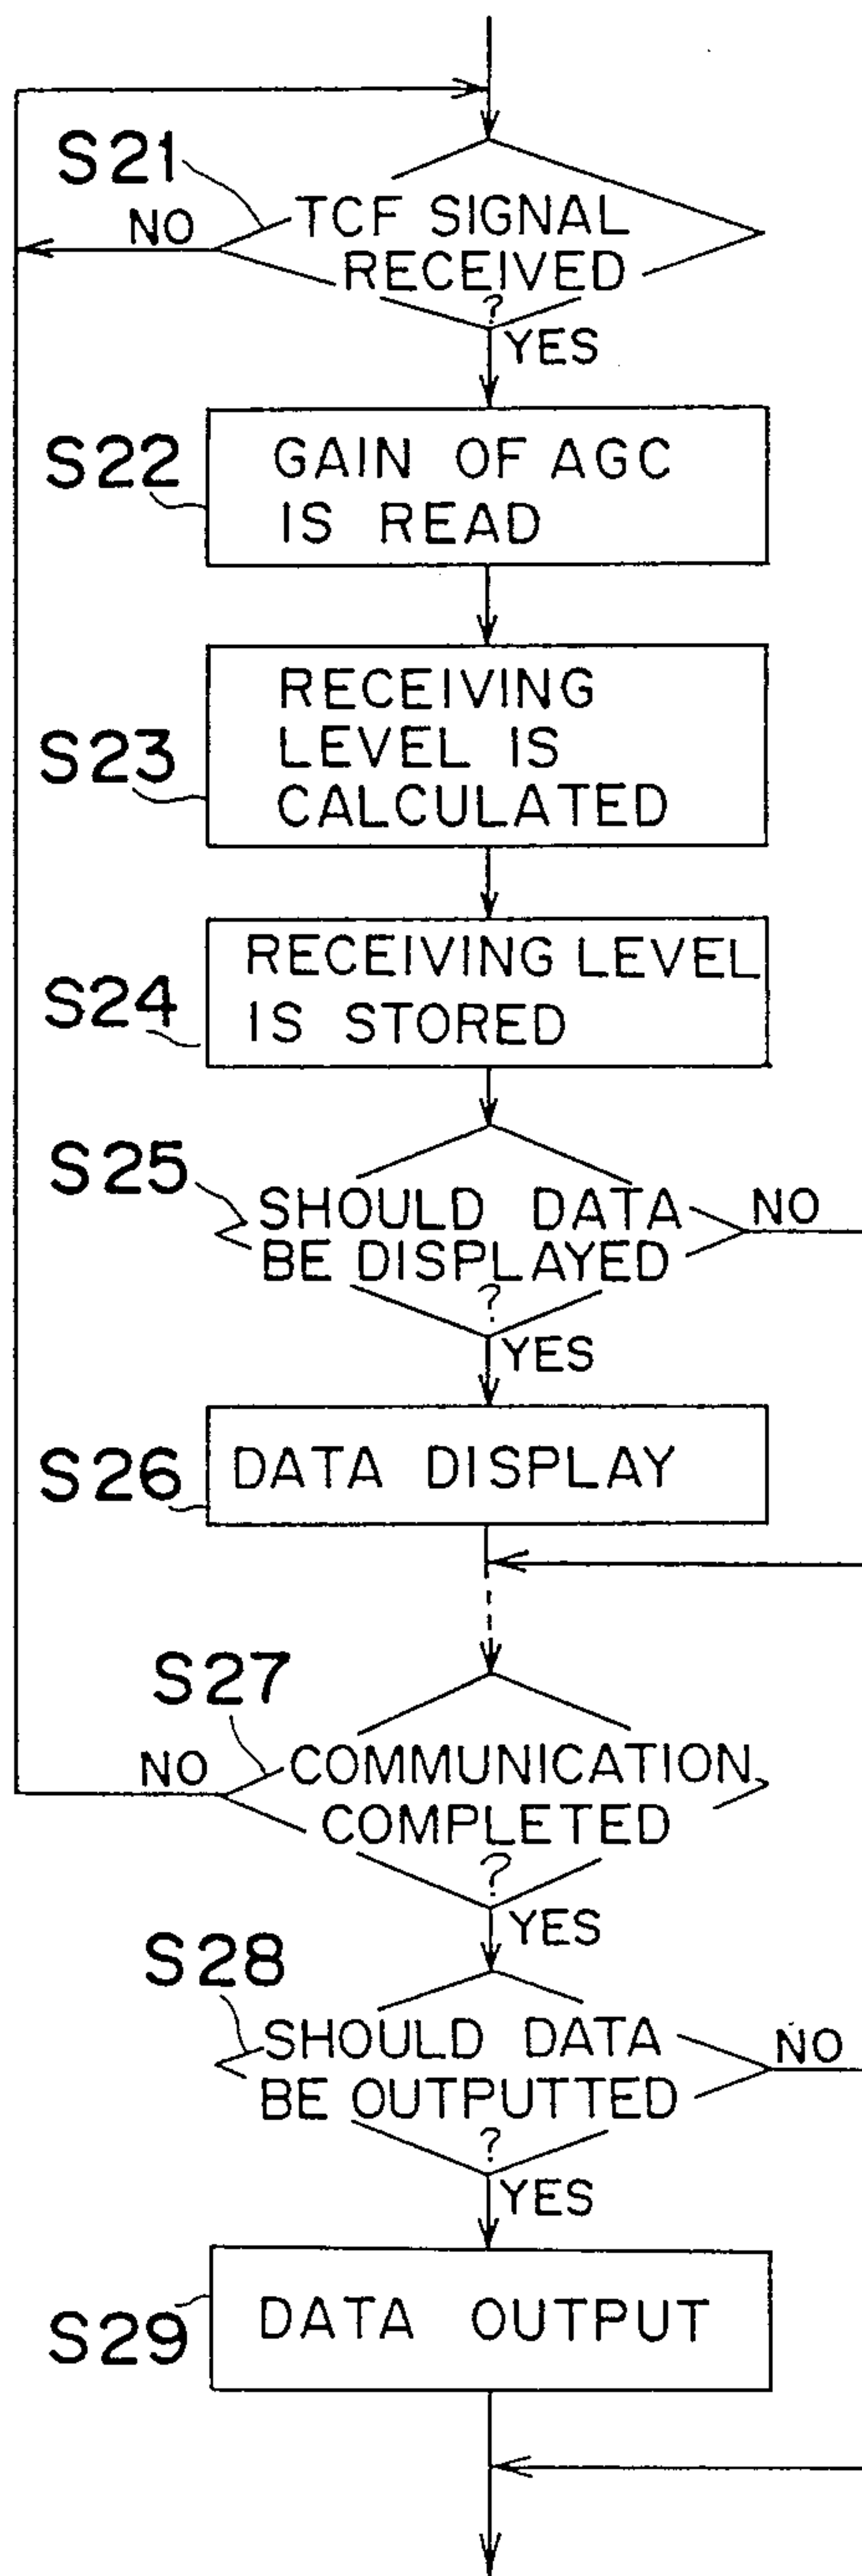 S21
NO
TCF SIGNAL
RECEIVED
?
YES
S22
GAIN OF AGC
IS READ
S23
RECEIVING
LEVEL IS
CALCULATED
S24
RECEIVING LEVEL
IS STORED
S25
SHOULD DATA
BE DISPLAYED
?
NO
YES
S26
DATA DISPLAY
S27
NO
COMMUNICATION
COMPLETED
?
YES
S28
SHOULD DATA
BE OUTPUTTED
?
NO
YES
S29
DATA OUTPUT